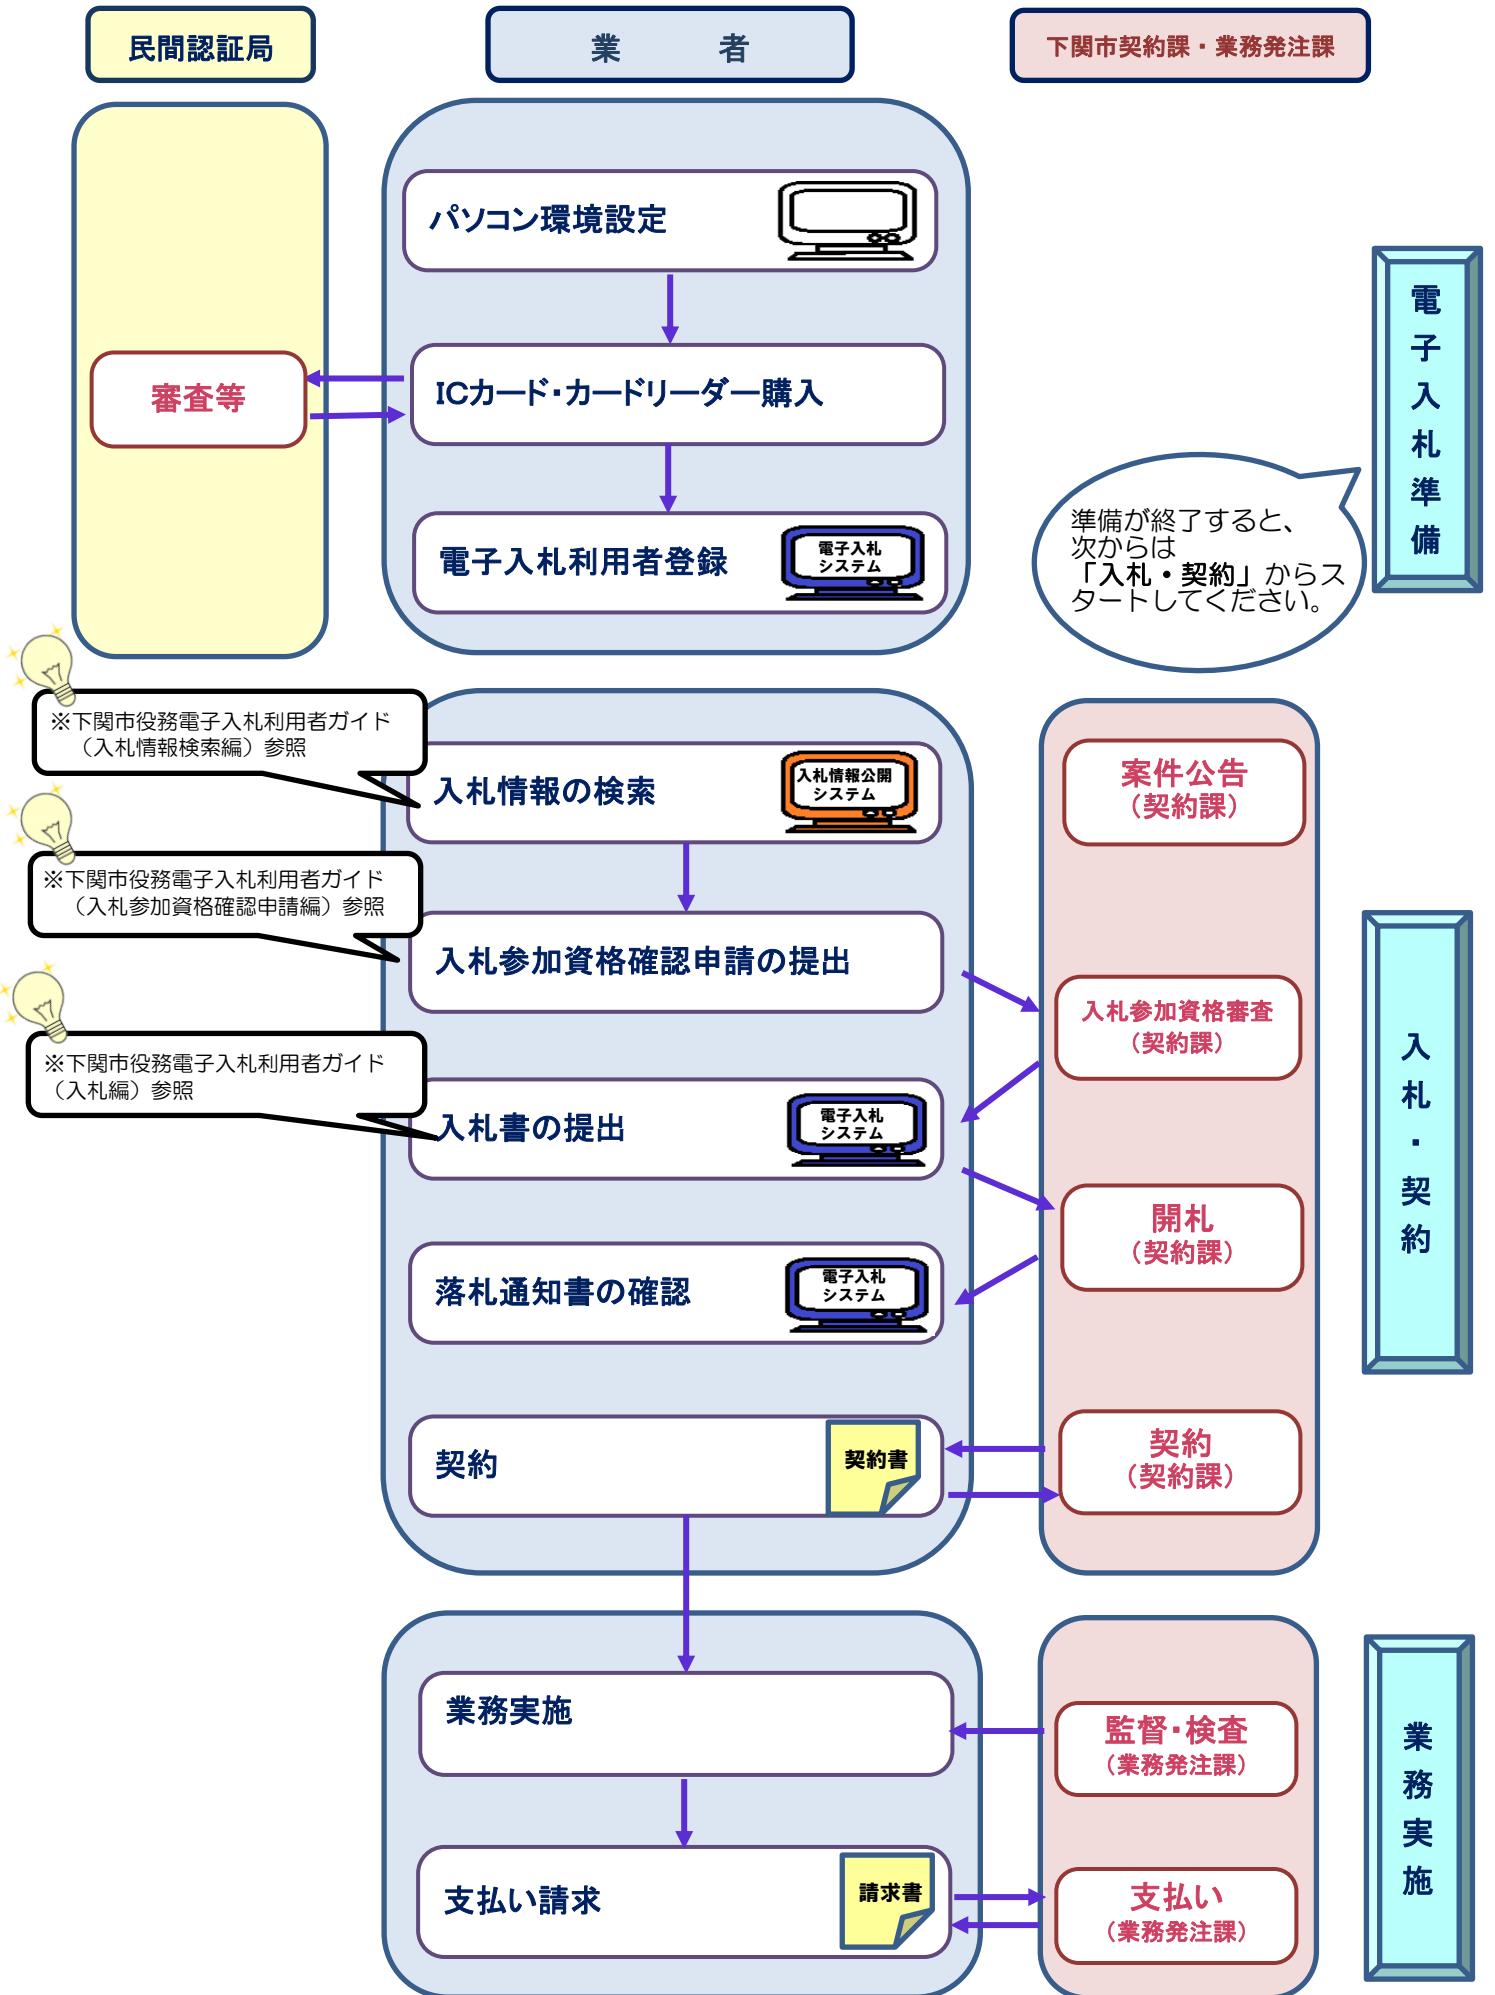 民間認証局
業 者
下関市契約課・業務発注課
パソコン環境設定
審査等
ICカード・カードリーダー購入
電子入札利用者登録
電子入札
システム
電子入札準備
準備が終了すると、
次からは
「入札・契約」からス
タートしてください。
※下関市役務電子入札利用者ガイド
（入札情報検索編）参照
入札情報の検索
入札情報公開
システム
案件公告
（契約課）
※下関市役務電子入札利用者ガイド
（入札参加資格確認申請編）参照
入札参加資格確認申請の提出
入札参加資格審査
（契約課）
※下関市役務電子入札利用者ガイド
（入札編）参照
入札書の提出
電子入札
システム
開札
（契約課）
落札通知書の確認
電子入札
システム
契約
契約書
契約
（契約課）
入札・契約
業務実施
監督・検査
（業務発注課）
支払い請求
請求書
支払い
（業務発注課）
業務実施